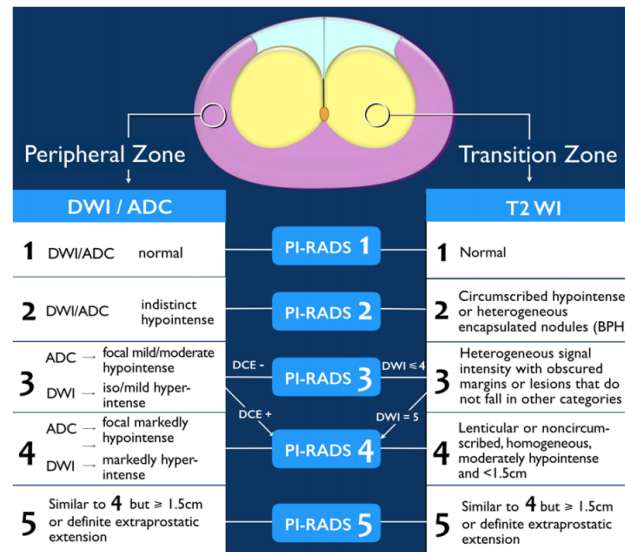 Peripheral Zone
Transition Zone
DWI / ADC
T2 WI
1 DWI/ADC normal
PI-RADS 1
1 Normal
2 DWI/ADC indistinct
hypointense
PI-RADS 2
2 Circumscribed hypointense
or heterogeneous
encapsulated nodules (BPH)
3 ADC → focal mild/moderate
hypointense
DWI → iso/mild hyper-
intense
DCE -
DCE +
PI-RADS 3
DWI ≤ 4
DWI = 5
3 Heterogeneous signal
intensity with obscured
margins or lesions that do
not fall in other categories
4 ADC → focal markedly
hypointense
DWI → markedly hyper-
intense
PI-RADS 4
4 Lenticular or noncircum-
scribed, homogeneous,
moderately hypointense
and <1.5cm
5 Similar to 4 but ≥ 1.5cm
or definite extraprostatic
extension
PI-RADS 5
5 Similar to 4 but ≥ 1.5cm
or definite extraprostatic
extension